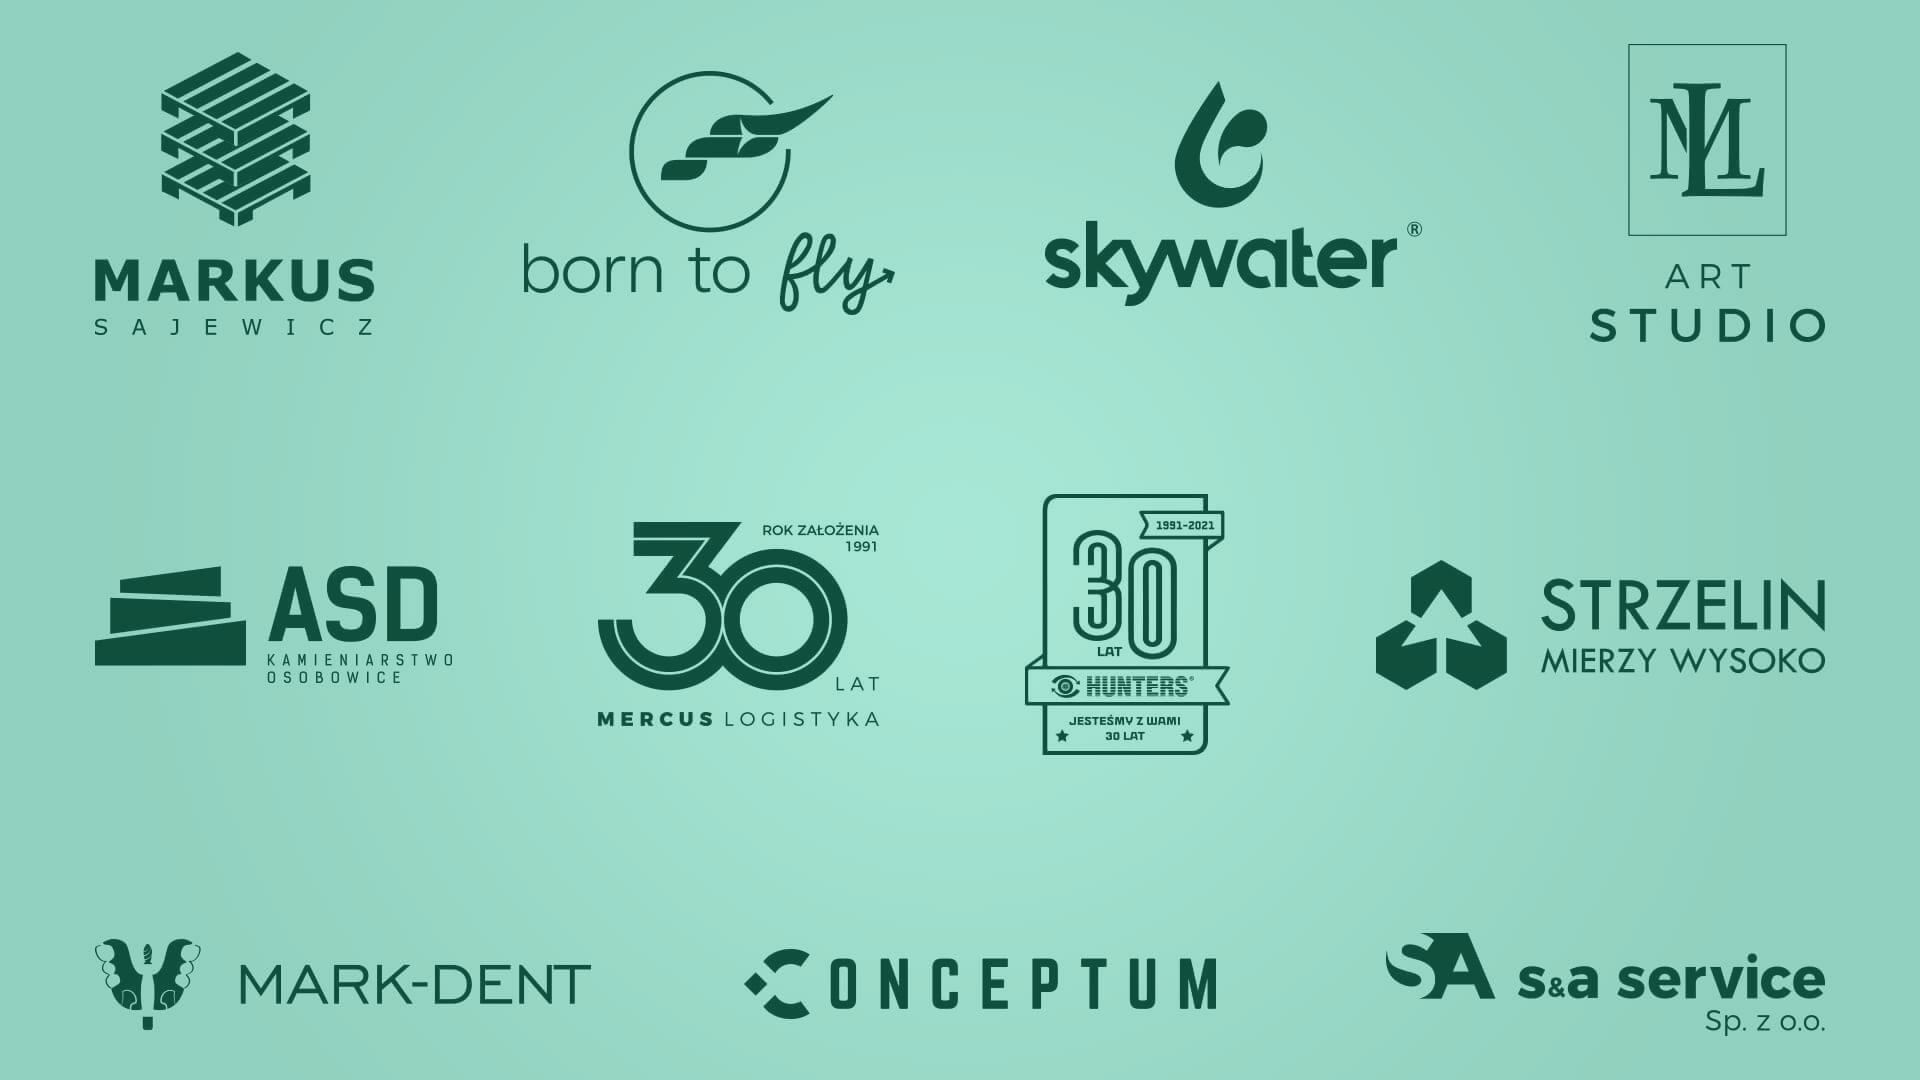 MARKUS
SAJEWICZ
born to fly
skywater®
ML
ART
STUDIO
ASD
KAMIENIARSTWO
OSOBOWICE
30
ROK ZAŁOŻENIA
1991
LAT
MERCUS LOGISTYKA
1991-2021
30
LAT
HUNTERS®
JESTEŚMY Z WAMI
30 LAT
STRZELIN
MIERZY WYSOKO
MARK-DENT
CONCEPTUM
SA
s&a service
Sp. z o.o.